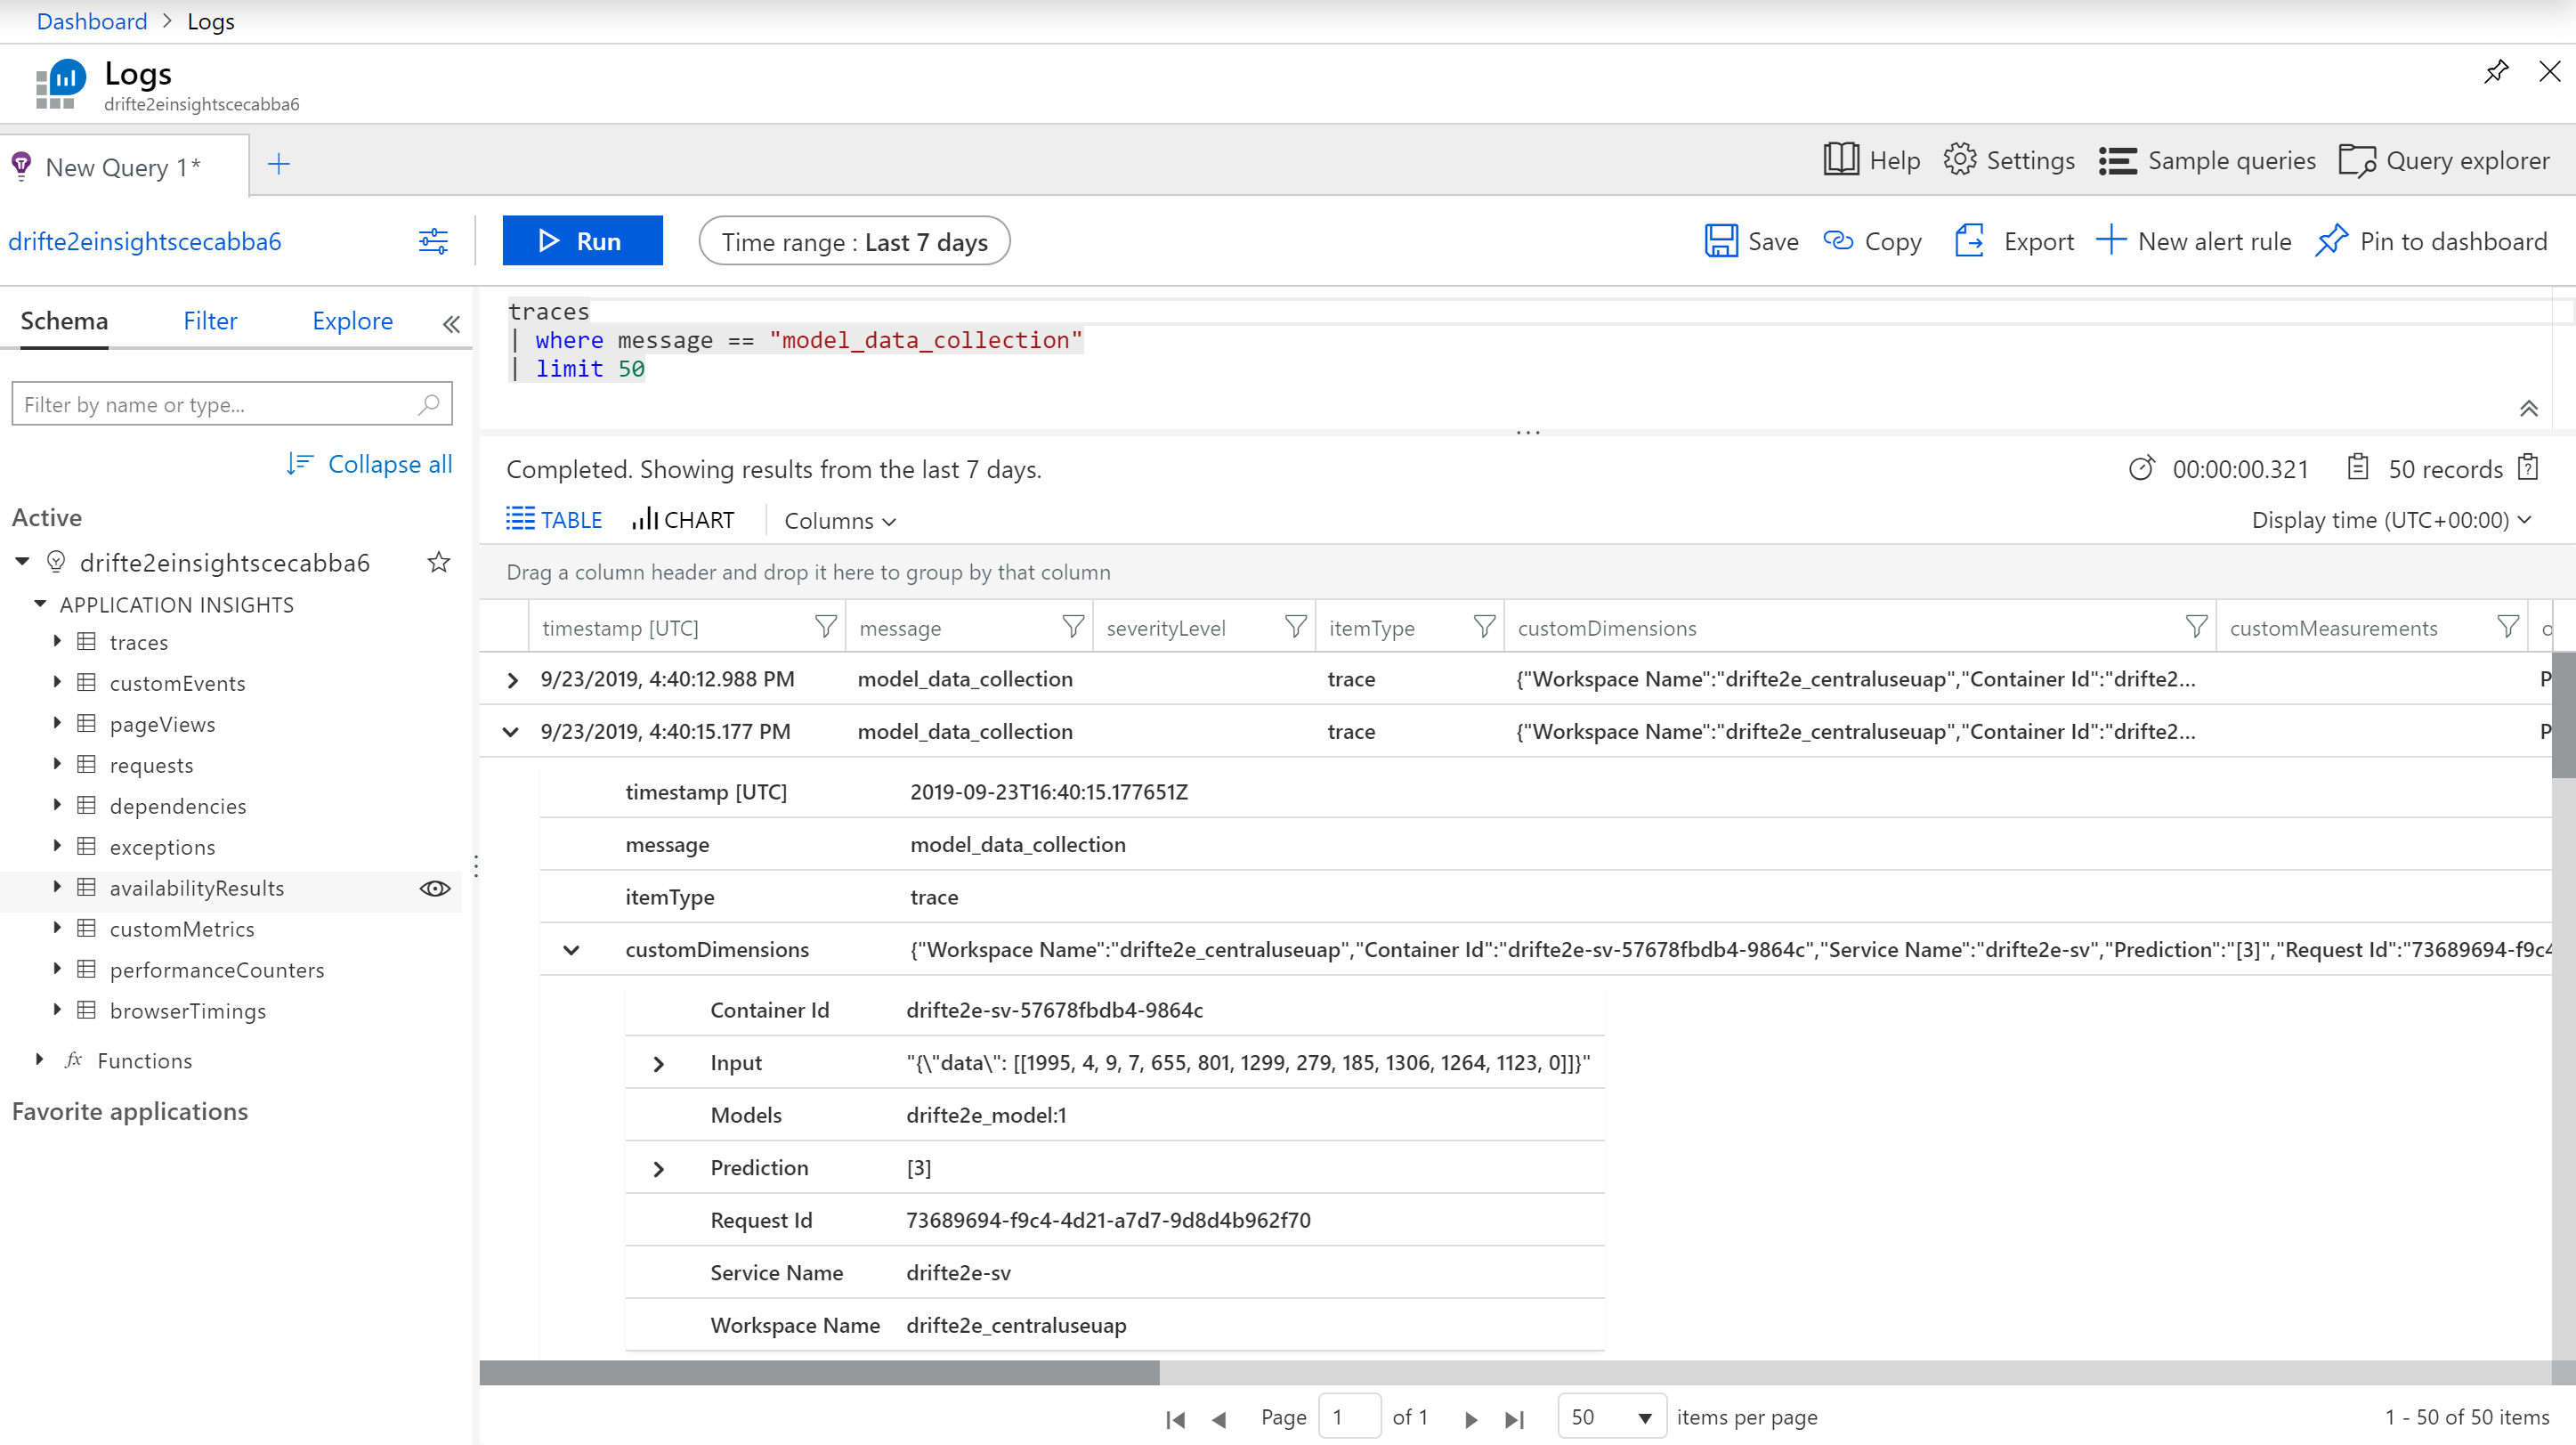 Dashboard > Logs
Logs
drifte2einsightscecabba6
New Query 1*
Help Settings Sample queries Query explorer
drifte2einsightscecabba6
Run Time range : Last 7 days
Save Copy Export New alert rule Pin to dashboard
Schema Filter Explore
Filter by name or type...
Collapse all
Active
drifte2einsightscecabba6
APPLICATION INSIGHTS
traces
customEvents
pageViews
requests
dependencies
exceptions
availabilityResults
customMetrics
performanceCounters
browserTimings
fx Functions
Favorite applications
traces
| where message == "model_data_collection"
| limit 50
Completed. Showing results from the last 7 days. 00:00:00.321 50 records
TABLE CHART Columns Display time (UTC+00:00)
Drag a column header and drop it here to group by that column
timestamp [UTC] message severityLevel itemType customDimensions customMeasurements o
9/23/2019, 4:40:12.988 PM model_data_collection trace {"Workspace Name":"drifte2e_centraluseuap","Container Id":"drifte2... P
9/23/2019, 4:40:15.177 PM model_data_collection trace {"Workspace Name":"drifte2e_centraluseuap","Container Id":"drifte2... P
timestamp [UTC] 2019-09-23T16:40:15.177651Z
message model_data_collection
itemType trace
customDimensions {"Workspace Name":"drifte2e_centraluseuap","Container Id":"drifte2e-sv-57678fbdb4-9864c","Service Name":"drifte2e-sv","Prediction":"[3]","Request Id":"73689694-f9c4
Container Id drifte2e-sv-57678fbdb4-9864c
Input "{\"data\": [[1995, 4, 9, 7, 655, 801, 1299, 279, 185, 1306, 1264, 1123, 0]]}"
Models drifte2e_model:1
Prediction [3]
Request Id 73689694-f9c4-4d21-a7d7-9d8d4b962f70
Service Name drifte2e-sv
Workspace Name drifte2e_centraluseuap
Page 1 of 1 50 items per page 1 - 50 of 50 items